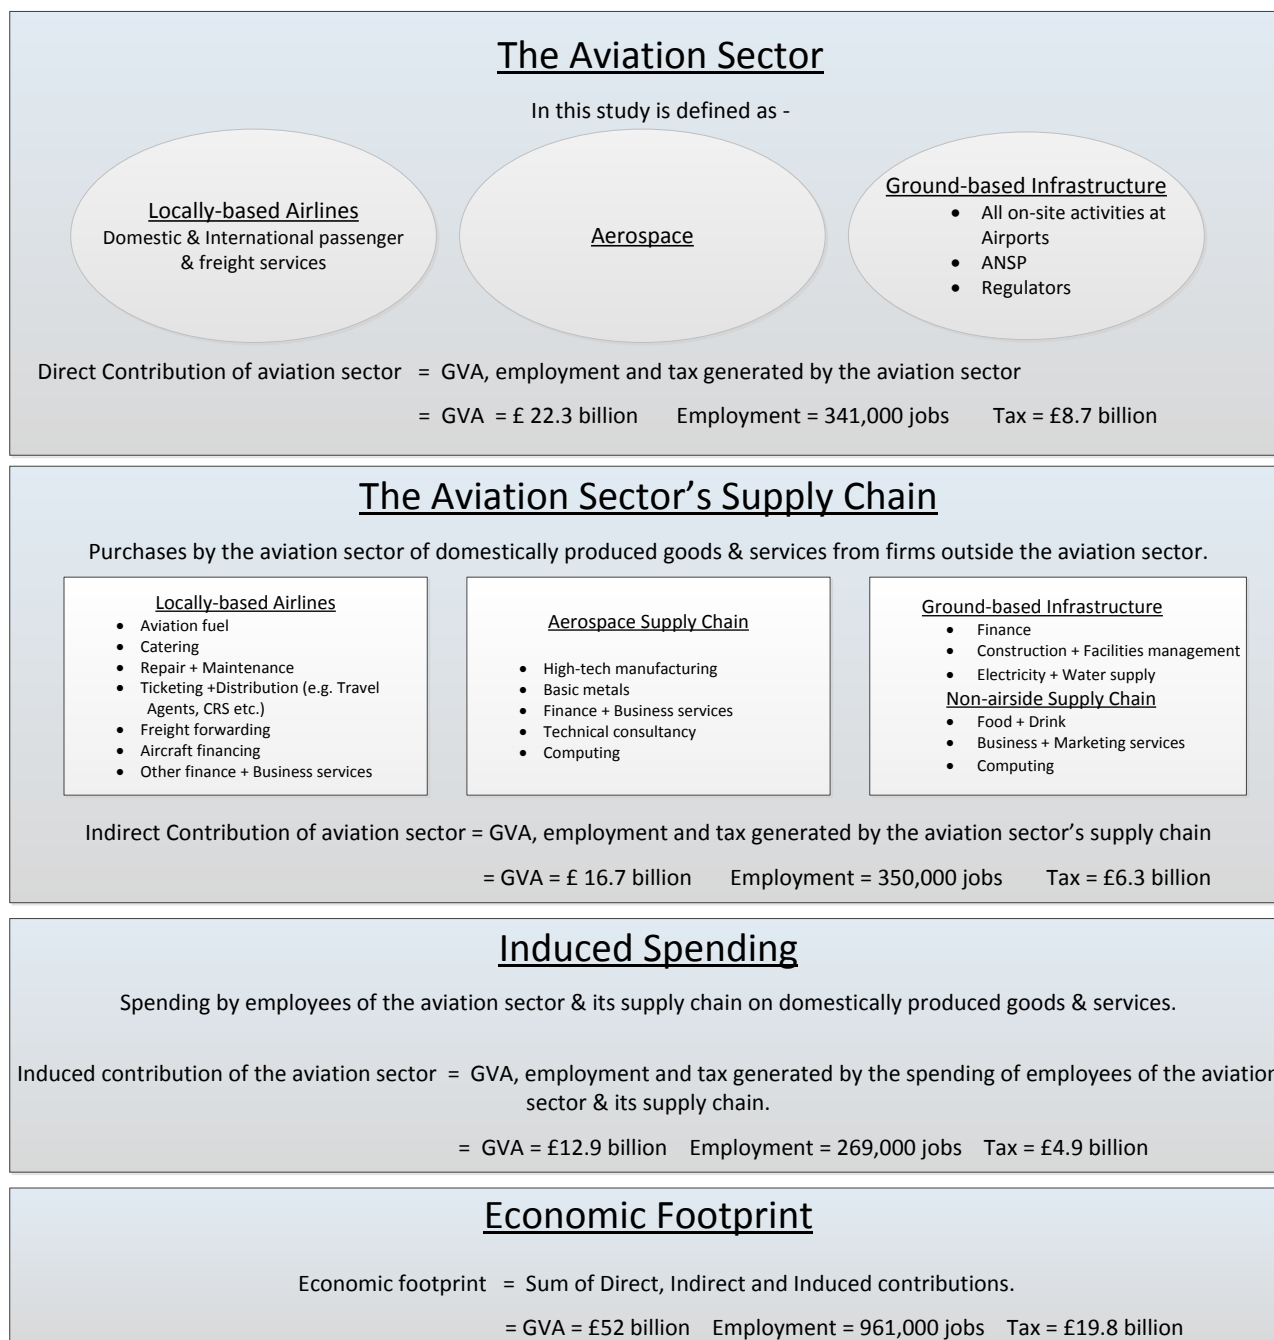 The Aviation Sector
In this study is defined as -
Locally-based Airlines
Domestic & International passenger
& freight services
Aerospace
Ground-based Infrastructure
• All on-site activities at
Airports
• ANSP
• Regulators
Direct Contribution of aviation sector = GVA, employment and tax generated by the aviation sector
= GVA = £ 22.3 billion Employment = 341,000 jobs Tax = £8.7 billion
The Aviation Sector’s Supply Chain
Purchases by the aviation sector of domestically produced goods & services from firms outside the aviation sector.
Locally-based Airlines
• Aviation fuel
• Catering
• Repair + Maintenance
• Ticketing +Distribution (e.g. Travel
Agents, CRS etc.)
• Freight forwarding
• Aircraft financing
• Other finance + Business services
Aerospace Supply Chain
• High-tech manufacturing
• Basic metals
• Finance + Business services
• Technical consultancy
• Computing
Ground-based Infrastructure
• Finance
• Construction + Facilities management
• Electricity + Water supply
Non-airside Supply Chain
• Food + Drink
• Business + Marketing services
• Computing
Indirect Contribution of aviation sector = GVA, employment and tax generated by the aviation sector’s supply chain
= GVA = £ 16.7 billion Employment = 350,000 jobs Tax = £6.3 billion
Induced Spending
Spending by employees of the aviation sector & its supply chain on domestically produced goods & services.
Induced contribution of the aviation sector = GVA, employment and tax generated by the spending of employees of the aviation
sector & its supply chain.
= GVA = £12.9 billion Employment = 269,000 jobs Tax = £4.9 billion
Economic Footprint
Economic footprint = Sum of Direct, Indirect and Induced contributions.
= GVA = £52 billion Employment = 961,000 jobs Tax = £19.8 billion